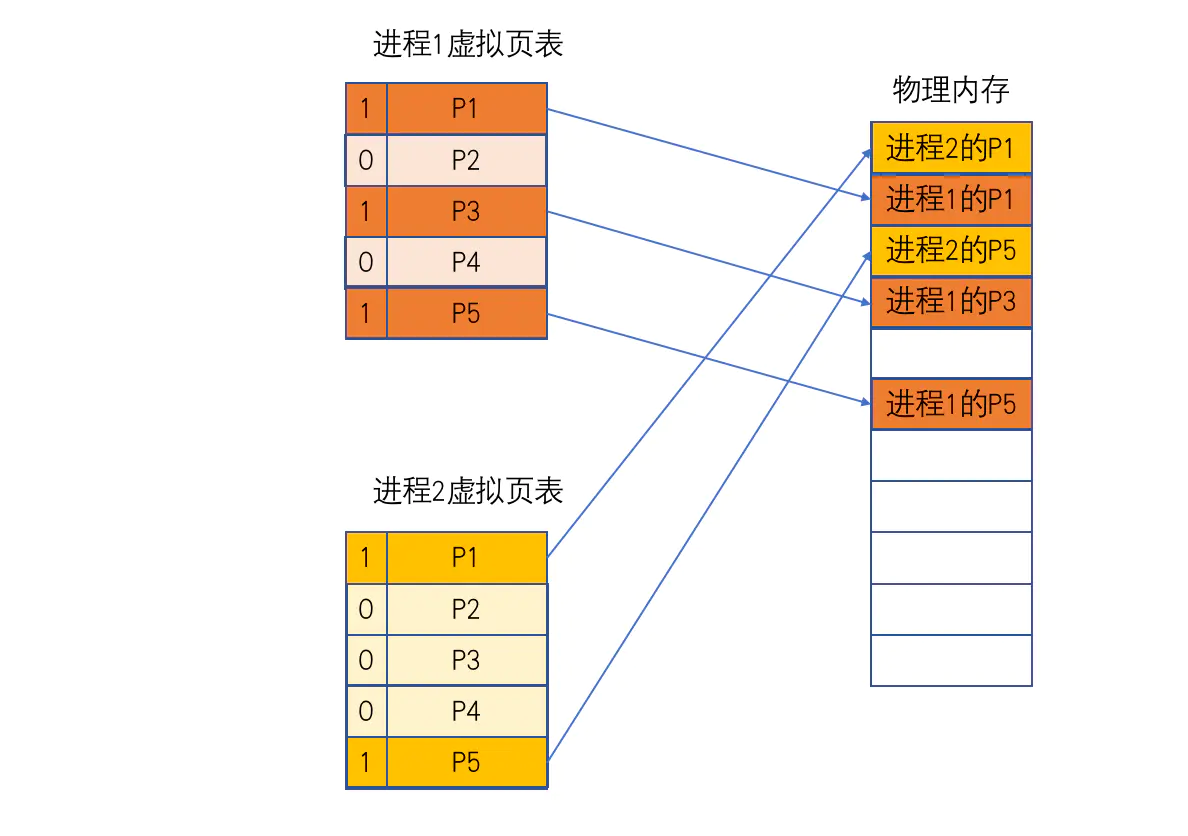 进程1虚拟页表
1 P1
0 P2
1 P3
0 P4
1 P5
物理内存
进程2的P1
进程1的P1
进程2的P5
进程1的P3
进程1的P5
进程2虚拟页表
1 P1
0 P2
0 P3
0 P4
1 P5